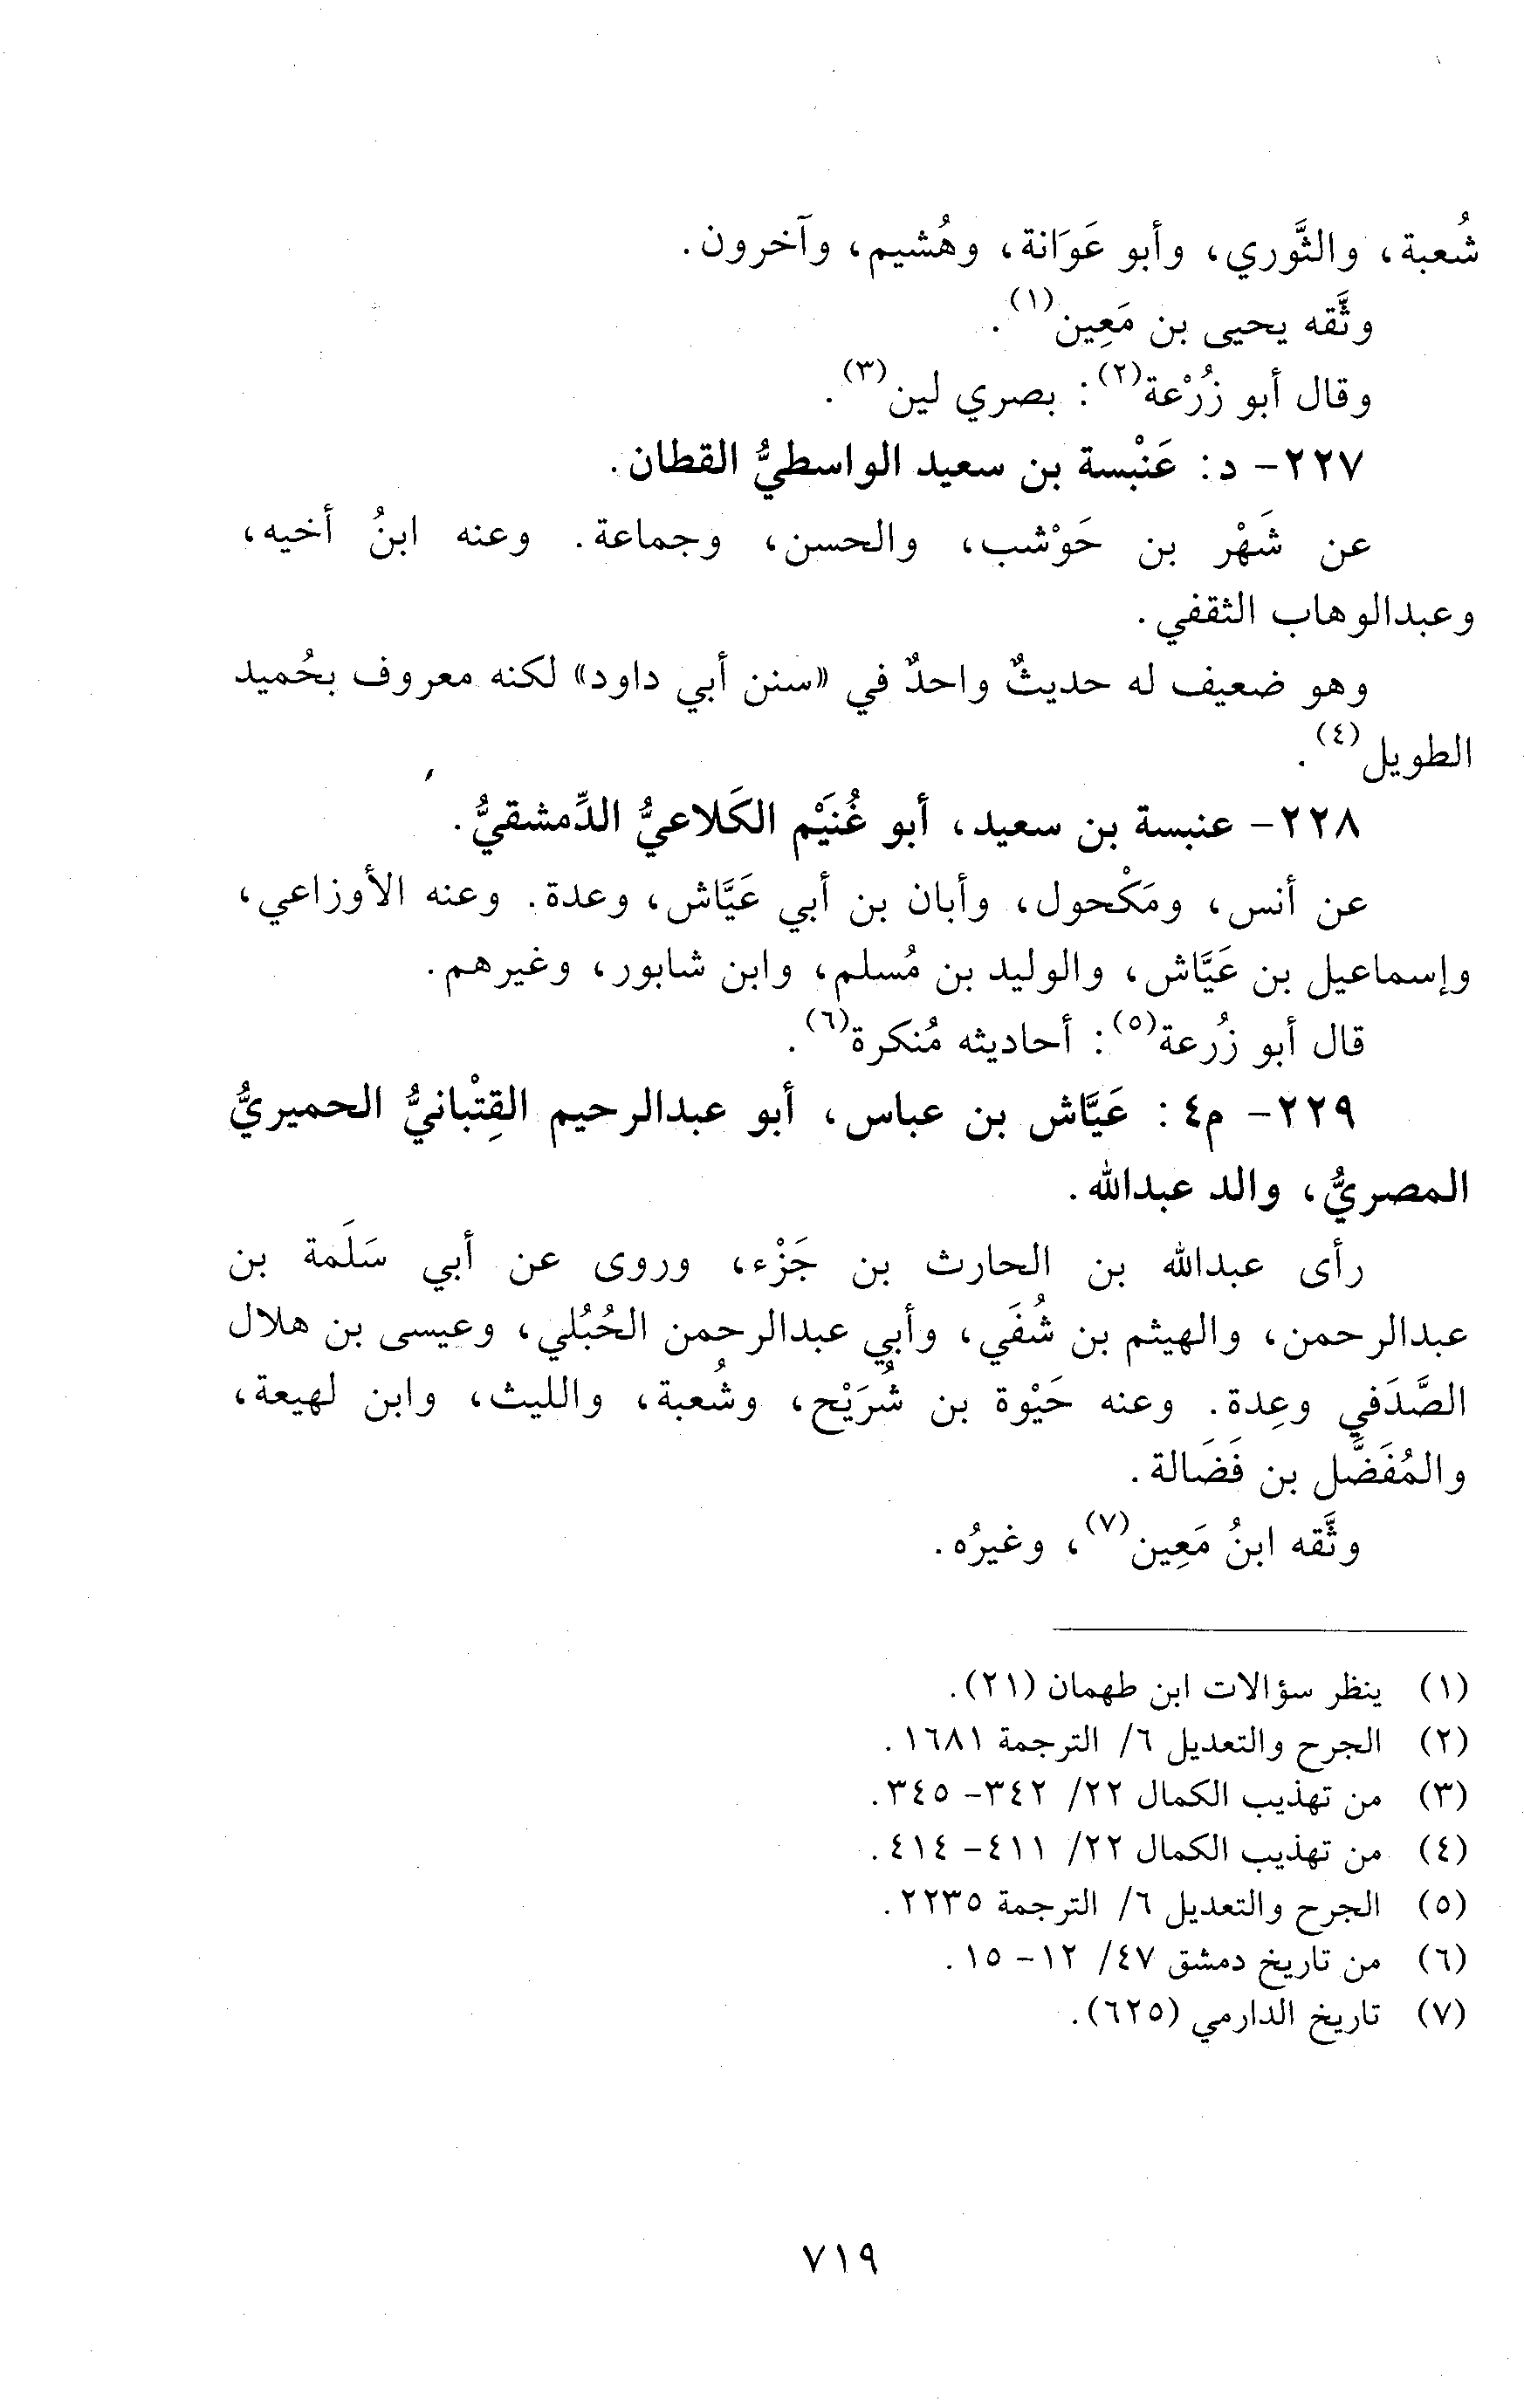 شُعبة، والثَّوري، وأبو عَوَانة، وهُشيم، وآخرون.
وثَّقه يحيى بن مَعِين(١).
وقال أبو زُرْعة(٢): بصري لين(٣).
٢٢٧- د: عَنْبسة بن سعيد الواسطيُّ القطان.
عن شَهْر بن حَوْشب، والحسن، وجماعة. وعنه ابنُ أخيه،
وعبدالوهاب الثقفي.
وهو ضعيف له حديثٌ واحدٌ في «سنن أبي داود» لكنه معروف بحُميد
الطويل(٤).
٢٢٨- عنبسة بن سعيد، أبو غُنَيْم الكَلاعيُّ الدِّمشقيُّ.
عن أنس، ومَكْحول، وأبان بن أبي عَيَّاش، وعدة. وعنه الأوزاعي،
وإسماعيل بن عَيَّاش، والوليد بن مُسلم، وابن شابور، وغيرهم.
قال أبو زُرعة(٥): أحاديثه مُنكرة(٦).
٢٢٩- م٤: عَيَّاش بن عباس، أبو عبدالرحيم القِتْبانيُّ الحميريُّ
المصريُّ، والد عبدالله.
رأى عبدالله بن الحارث بن جَزْء، وروى عن أبي سَلَمة بن
عبدالرحمن، والهيثم بن شُفَي، وأبي عبدالرحمن الحُبُلي، وعيسى بن هلال
الصَّدَفي وعِدة. وعنه حَيْوة بن شُرَيْح، وشُعبة، والليث، وابن لهيعة،
والمُفَضَّل بن فَضَالة.
وثَّقه ابنُ مَعِين(٧)، وغيرُه.
(١) ينظر سؤالات ابن طهمان (٢١).
(٢) الجرح والتعديل ٦/ الترجمة ١٦٨١.
(٣) من تهذيب الكمال ٢٢/ ٣٤٢- ٣٤٥.
(٤) من تهذيب الكمال ٢٢/ ٤١١- ٤١٤.
(٥) الجرح والتعديل ٦/ الترجمة ٢٢٣٥.
(٦) من تاريخ دمشق ٤٧/ ١٢- ١٥.
(٧) تاريخ الدارمي (٦٢٥).
٧١٩